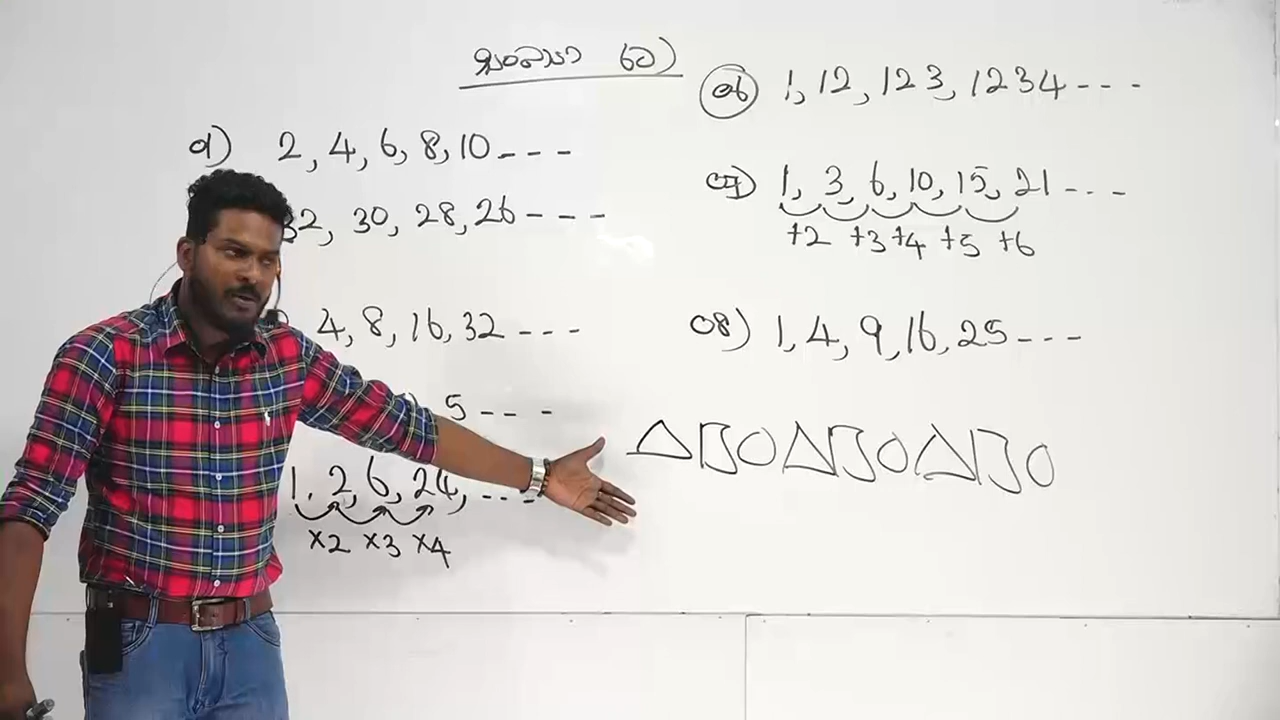 සංඛ්‍යා රටා
01) 2, 4, 6, 8, 10 - - -
32, 30, 28, 26 - - -
4, 8, 16, 32 - - -
5 - - -
1, 2, 6, 24, - - -
×2 ×3 ×4
06 1, 12, 123, 1234 - - -
07) 1, 3, 6, 10, 15, 21 - - -
+2 +3 +4 +5 +6
08) 1, 4, 9, 16, 25 - - -